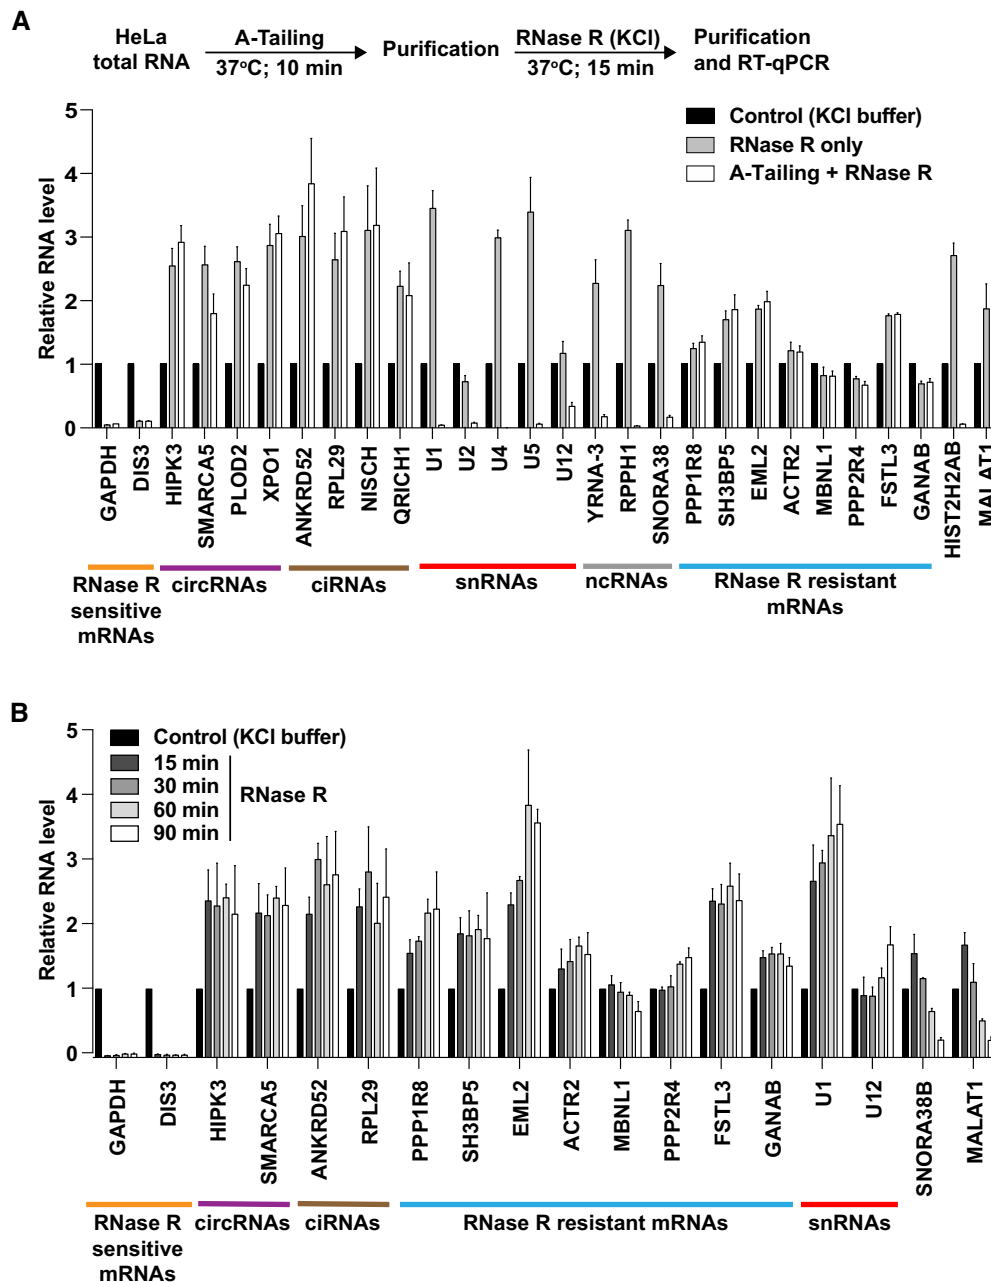 A
HeLa
total RNA
A-Tailing
37°C; 10 min
Purification
RNase R (KCl)
37°C; 15 min
Purification
and RT-qPCR
Control (KCl buffer)
RNase R only
A-Tailing + RNase R
Relative RNA level
5
4
3
2
1
0
GAPDH
DIS3
HIPK3
SMARCA5
PLOD2
XPO1
ANKRD52
RPL29
NISCH
QRICH1
U1
U2
U4
U5
U12
YRNA-3
RPPH1
SNORA38
PPP1R8
SH3BP5
EML2
ACTR2
MBNL1
PPP2R4
FSTL3
GANAB
HIST2H2AB
MALAT1
RNase R
sensitive
mRNAs
circRNAs
ciRNAs
snRNAs
ncRNAs
RNase R resistant
mRNAs
B
Control (KCl buffer)
15 min
30 min
60 min
90 min
RNase R
Relative RNA level
5
4
3
2
1
0
GAPDH
DIS3
HIPK3
SMARCA5
ANKRD52
RPL29
PPP1R8
SH3BP5
EML2
ACTR2
MBNL1
PPP2R4
FSTL3
GANAB
U1
U12
SNORA38B
MALAT1
RNase R
sensitive
mRNAs
circRNAs
ciRNAs
RNase R resistant mRNAs
snRNAs